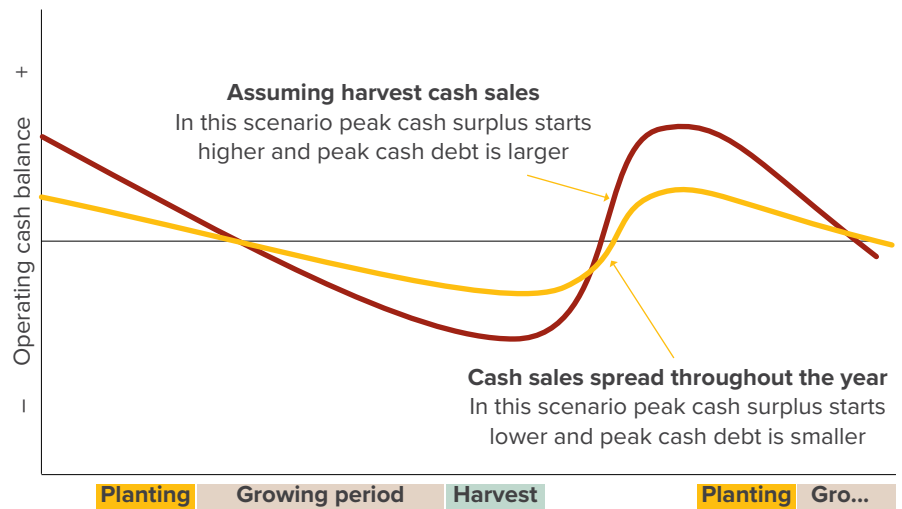 Operating cash balance
+
–
Assuming harvest cash sales
In this scenario peak cash surplus starts
higher and peak cash debt is larger
Cash sales spread throughout the year
In this scenario peak cash surplus starts
lower and peak cash debt is smaller
Planting Growing period Harvest Planting Gro...